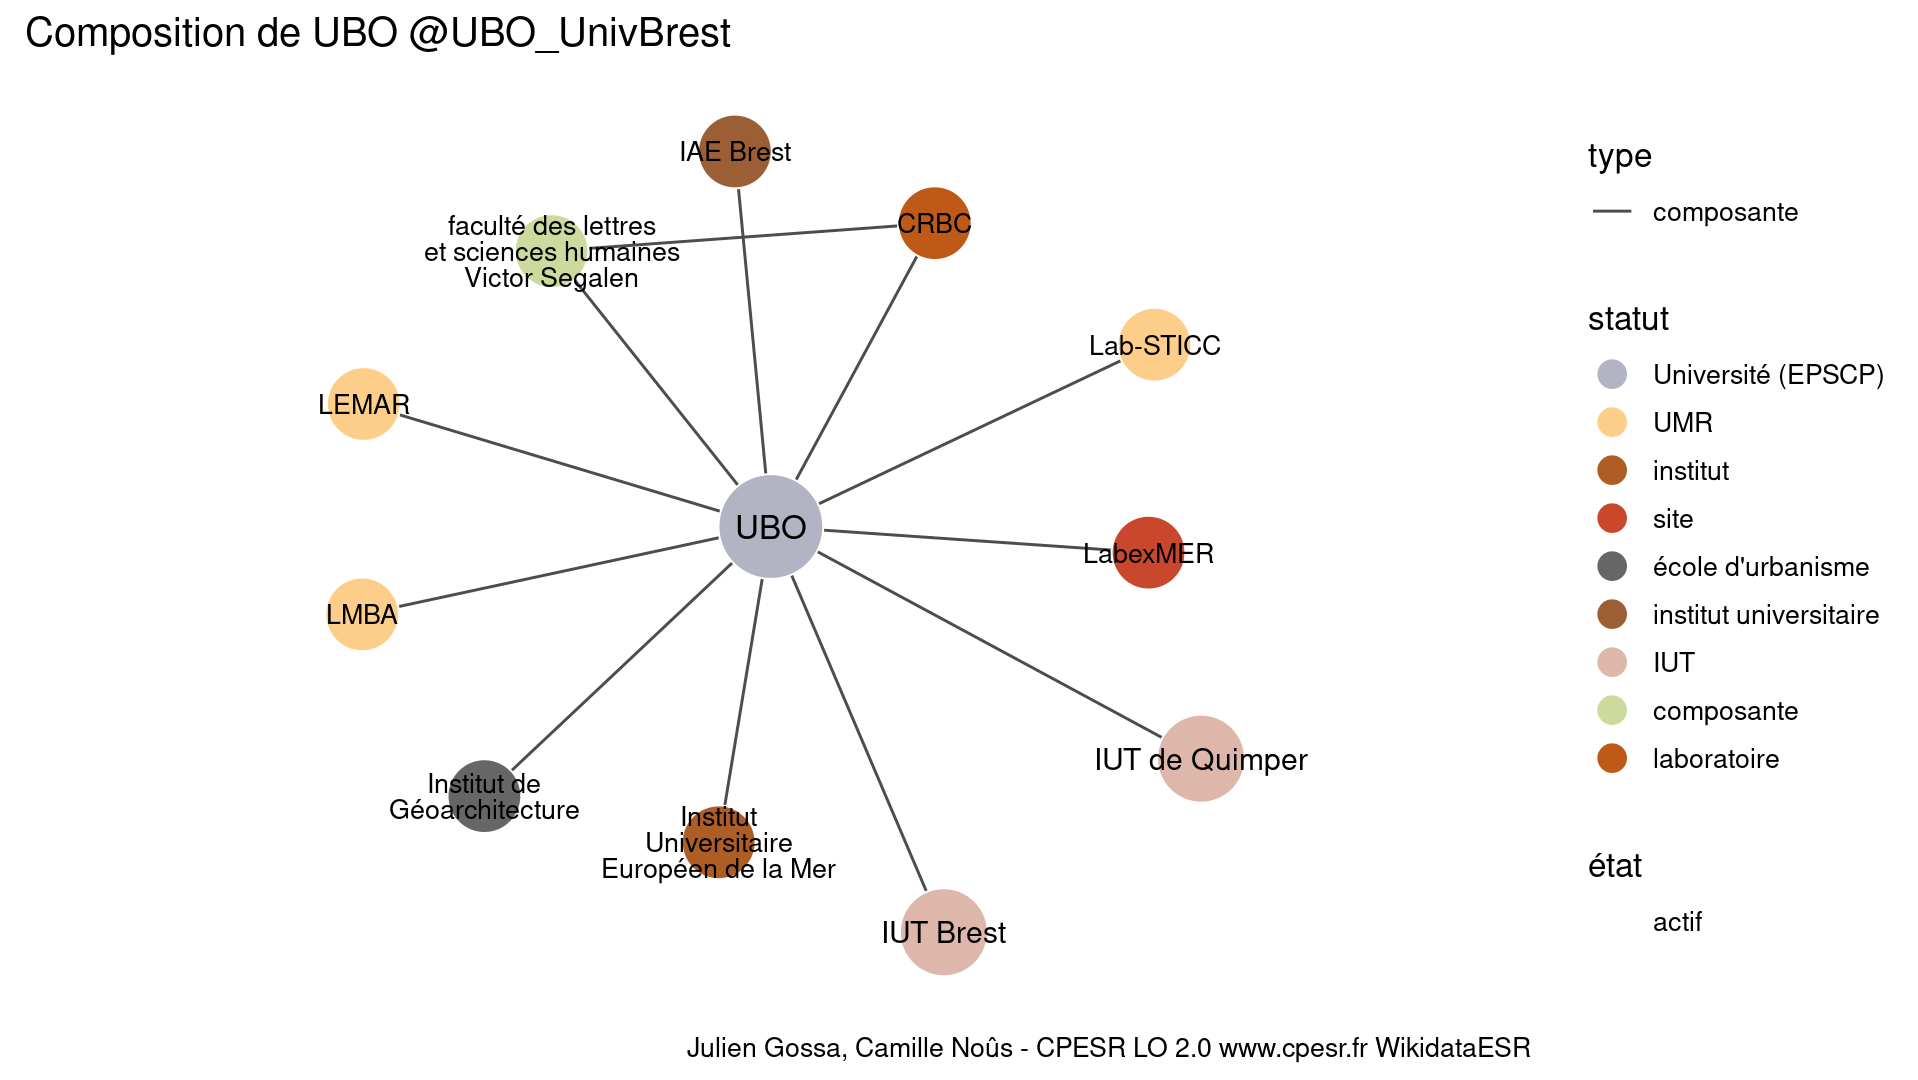 Composition de UBO @UBO_UnivBrest
IAE Brest
CRBC
faculté des lettres
et sciences humaines
Victor Segalen
Lab-STICC
LEMAR
UBO
LabexMER
LMBA
IUT de Quimper
Institut de
Géoarchitecture
Institut
Universitaire
Européen de la Mer
IUT Brest
type
composante
statut
Université (EPSCP)
UMR
institut
site
école d'urbanisme
institut universitaire
IUT
composante
laboratoire
état
actif
Julien Gossa, Camille Noûs - CPESR LO 2.0 www.cpesr.fr WikidataESR